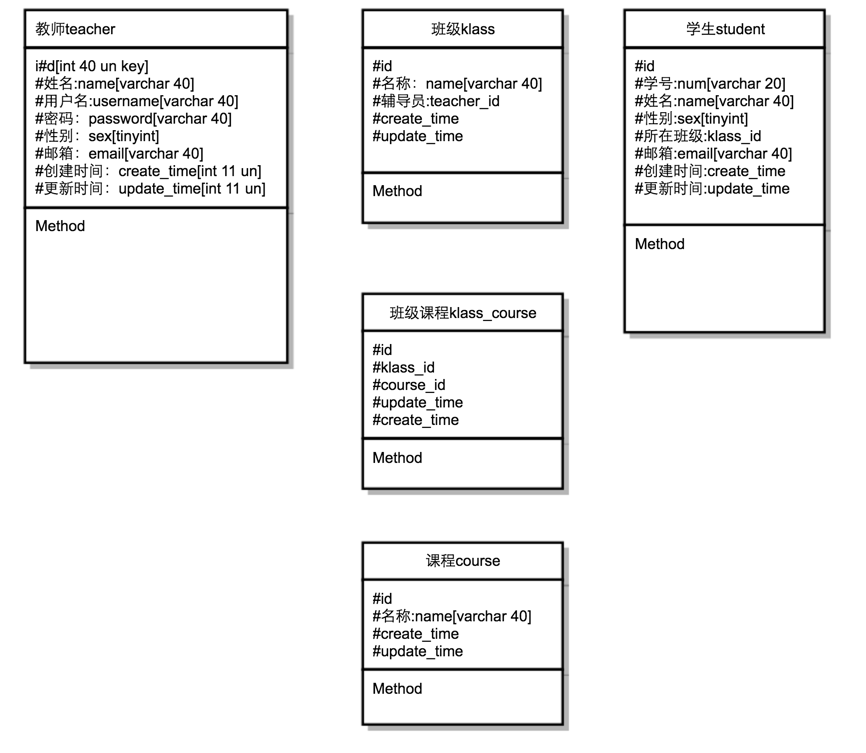 教师teacher
i#d[int 40 un key]
#姓名:name[varchar 40]
#用户名:username[varchar 40]
#密码：password[varchar 40]
#性别：sex[tinyint]
#邮箱：email[varchar 40]
#创建时间：create_time[int 11 un]
#更新时间：update_time[int 11 un]
Method
班级klass
#id
#名称：name[varchar 40]
#辅导员:teacher_id
#create_time
#update_time
Method
学生student
#id
#学号:num[varchar 20]
#姓名:name[varchar 40]
#性别:sex[tinyint]
#所在班级:klass_id
#邮箱:email[varchar 40]
#创建时间:create_time
#更新时间:update_time
Method
班级课程klass_course
#id
#klass_id
#course_id
#update_time
#create_time
Method
课程course
#id
#名称:name[varchar 40]
#create_time
#update_time
Method